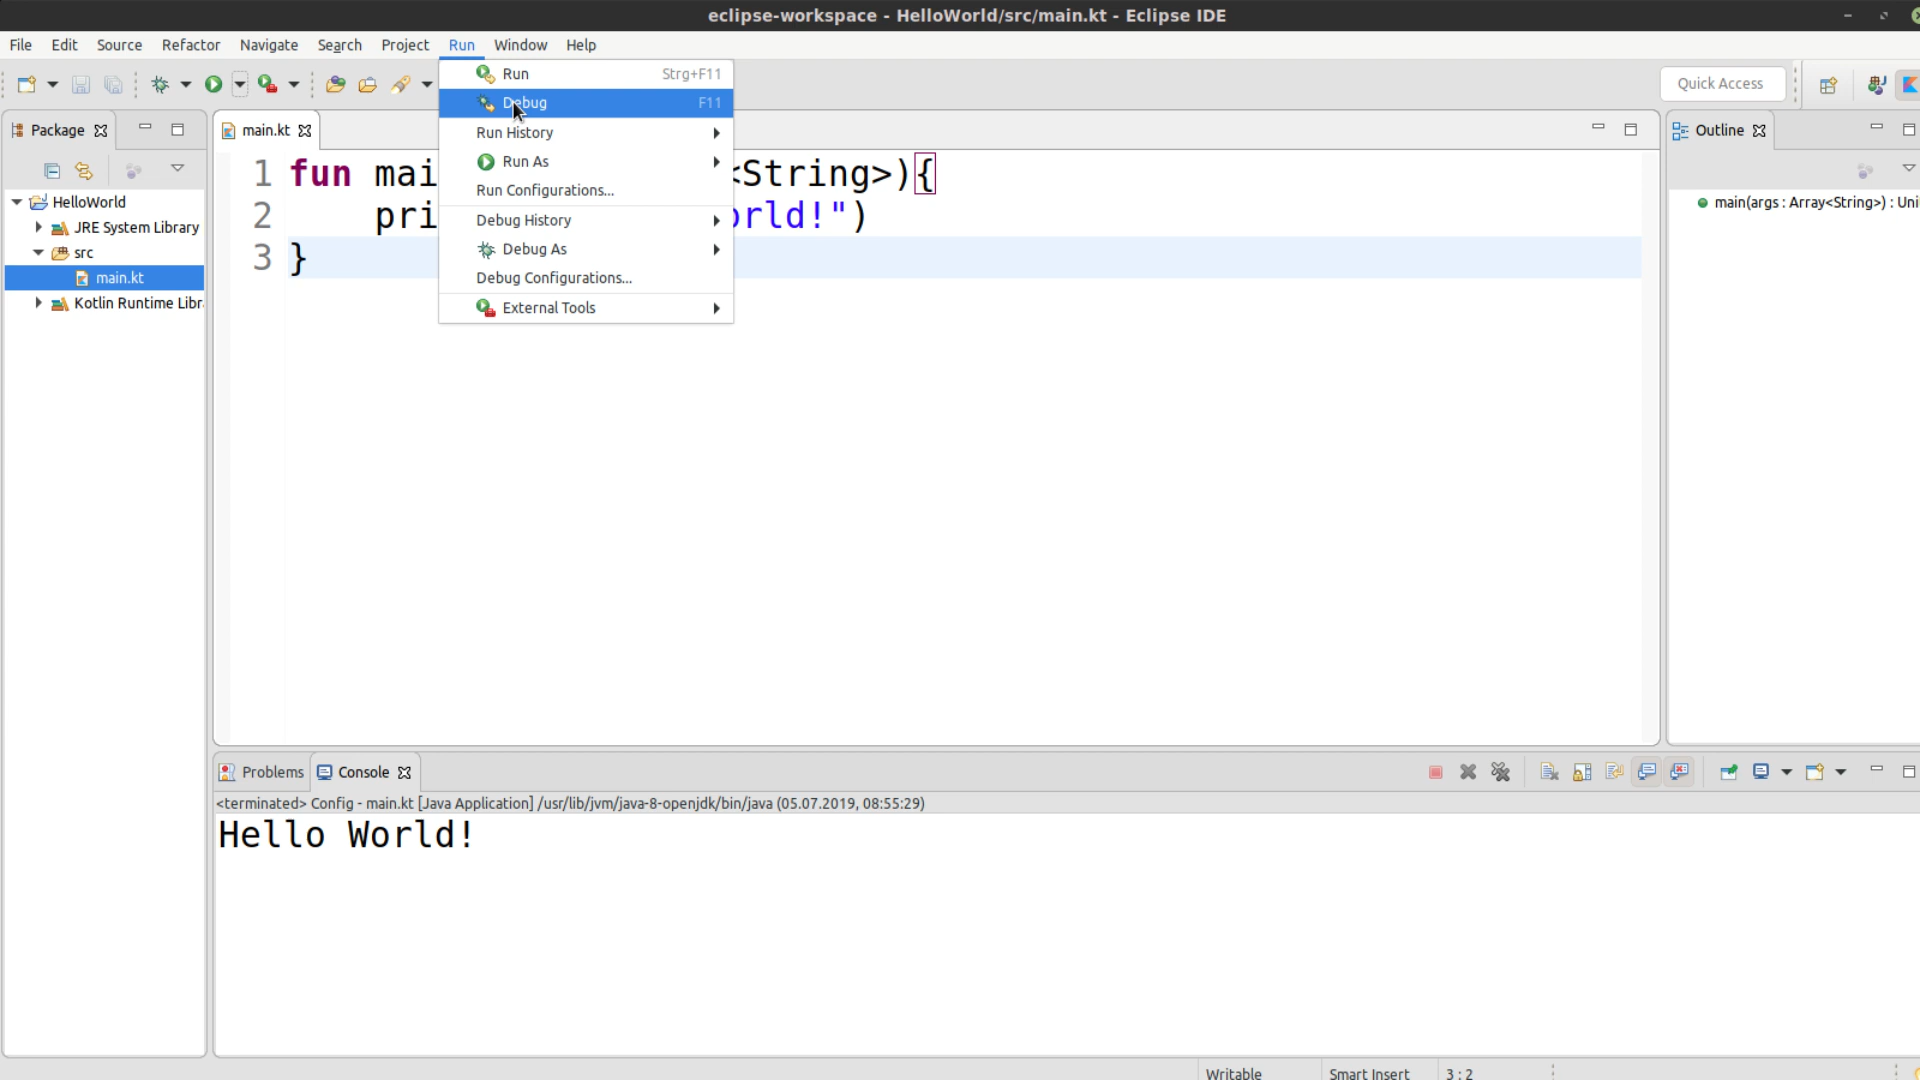 eclipse-workspace - HelloWorld/src/main.kt - Eclipse IDE
File Edit Source Refactor Navigate Search Project Run Window Help
Run Strg+F11
Debug F11
Run History
Run As
Run Configurations...
Debug History
Debug As
Debug Configurations...
External Tools
Quick Access
Package
HelloWorld
JRE System Library
src
main.kt
Kotlin Runtime Libr
main.kt
1 fun mai <String>){
2 pri orld!")
3 }
Outline
main(args : Array<String>) : Uni
Problems Console
<terminated> Config - main.kt [Java Application] /usr/lib/jvm/java-8-openjdk/bin/java (05.07.2019, 08:55:29)
Hello World!
Writable Smart Insert 3 : 2